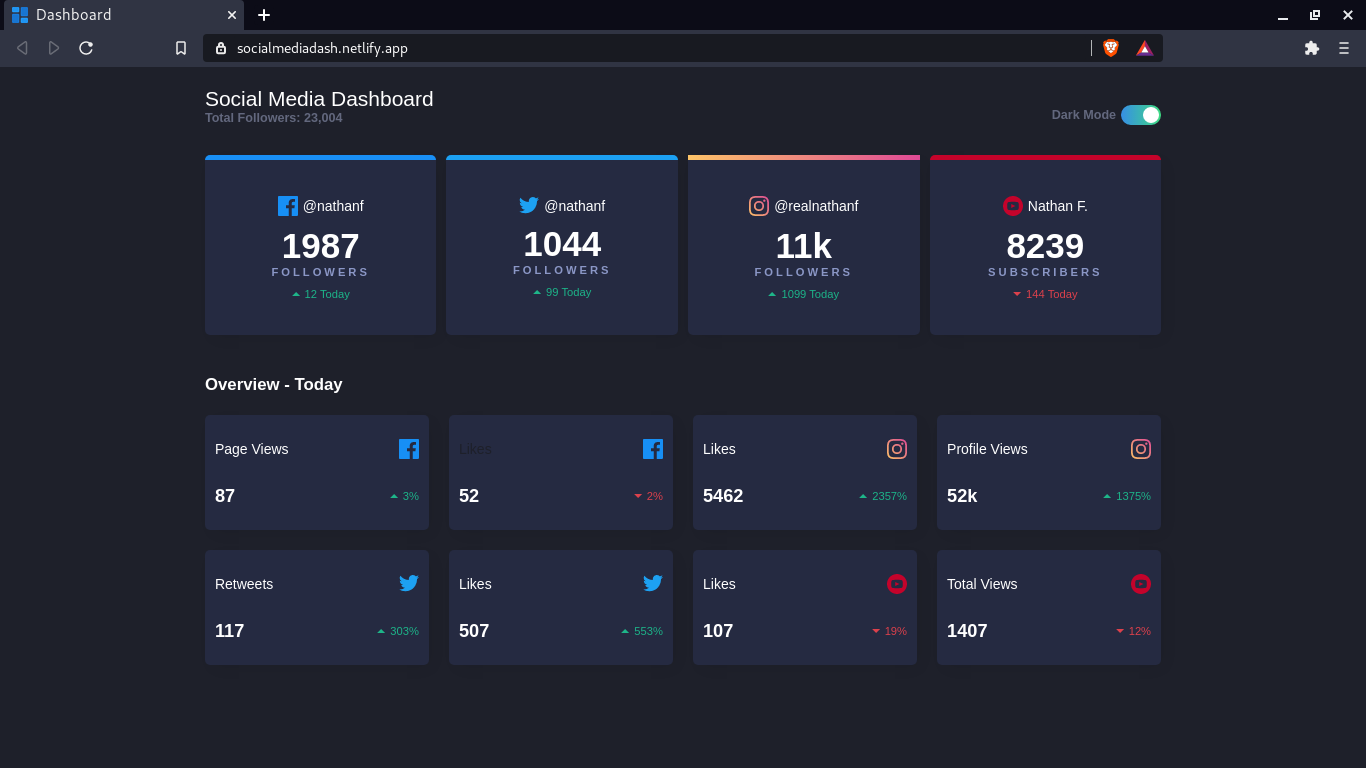 Dashboard
socialmediadash.netlify.app
Social Media Dashboard
Total Followers: 23,004
Dark Mode
@nathanf
1987
FOLLOWERS
12 Today
@nathanf
1044
FOLLOWERS
99 Today
@realnathanf
11k
FOLLOWERS
1099 Today
Nathan F.
8239
SUBSCRIBERS
144 Today
Overview - Today
Page Views
87
3%
Likes
52
2%
Likes
5462
2357%
Profile Views
52k
1375%
Retweets
117
303%
Likes
507
553%
Likes
107
19%
Total Views
1407
12%